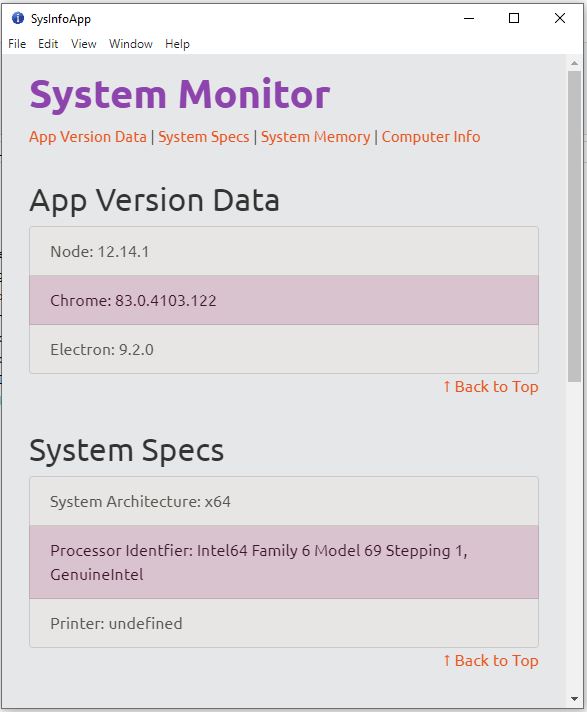 SysInfoApp
File Edit View Window Help
System Monitor
App Version Data | System Specs | System Memory | Computer Info
App Version Data
Node: 12.14.1
Chrome: 83.0.4103.122
Electron: 9.2.0
↑ Back to Top
System Specs
System Architecture: x64
Processor Identfier: Intel64 Family 6 Model 69 Stepping 1,
GenuineIntel
Printer: undefined
↑ Back to Top